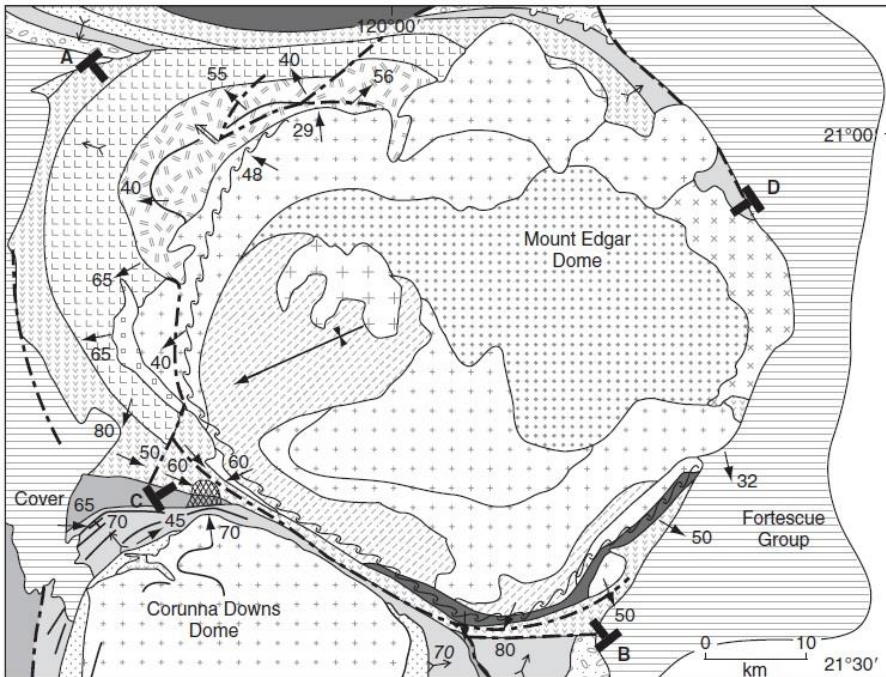 120°00′
A
40
55
56
21°00′
29
48
D
40
Mount Edgar
Dome
65
65
40
80
50
60
60
32
Cover
65
C
70
45
70
50
Fortescue
Group
Corunna Downs
Dome
50
70
80
B
0 10
km
21°30′